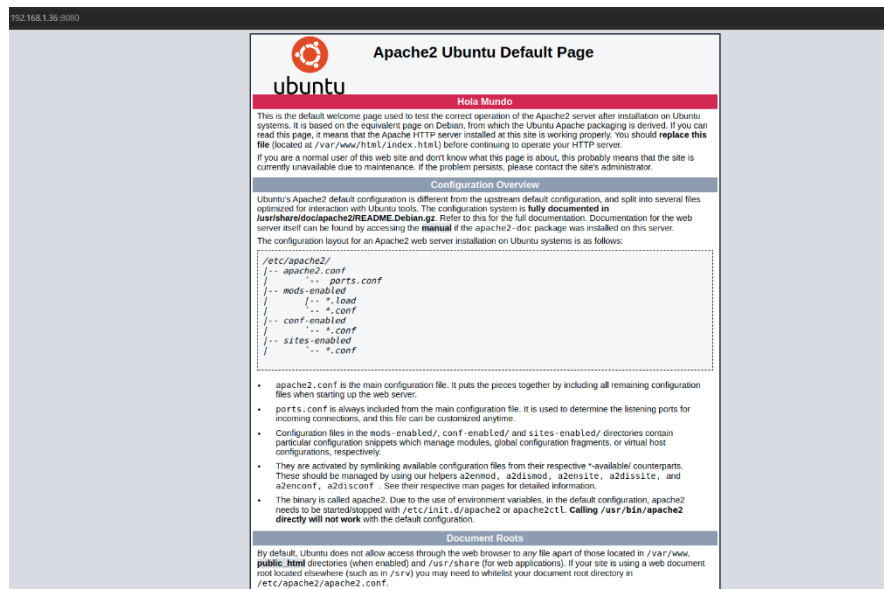 192.168.1.36:8080
Apache2 Ubuntu Default Page
ubuntu
Hola Mundo
This is the default welcome page used to test the correct operation of the Apache2 server after installation on Ubuntu
systems. It is based on the equivalent page on Debian, from which the Ubuntu Apache packaging is derived. If you can
read this page, it means that the Apache HTTP server installed at this site is working properly. You should replace this
file (located at /var/www/html/index.html) before continuing to operate your HTTP server.
If you are a normal user of this web site and don't know what this page is about, this probably means that the site is
currently unavailable due to maintenance. If the problem persists, please contact the site's administrator.
Configuration Overview
Ubuntu's Apache2 default configuration is different from the upstream default configuration, and split into several files
optimized for interaction with Ubuntu tools. The configuration system is fully documented in
/usr/share/doc/apache2/README.Debian.gz. Refer to this for the full documentation. Documentation for the web
server itself can be found by accessing the manual if the apache2-doc package was installed on this server.
The configuration layout for an Apache2 web server installation on Ubuntu systems is as follows:
/etc/apache2/
|-- apache2.conf
|       `--  ports.conf
|-- mods-enabled
|       |-- *.load
|       `-- *.conf
|-- conf-enabled
|       `-- *.conf
|-- sites-enabled
|       `-- *.conf
• apache2.conf is the main configuration file. It puts the pieces together by including all remaining configuration
files when starting up the web server.
• ports.conf is always included from the main configuration file. It is used to determine the listening ports for
incoming connections, and this file can be customized anytime.
• Configuration files in the mods-enabled/, conf-enabled/ and sites-enabled/ directories contain
particular configuration snippets which manage modules, global configuration fragments, or virtual host
configurations, respectively.
• They are activated by symlinking available configuration files from their respective *-available/ counterparts.
These should be managed by using our helpers a2enmod, a2dismod, a2ensite, a2dissite, and
a2enconf, a2disconf . See their respective man pages for detailed information.
• The binary is called apache2. Due to the use of environment variables, in the default configuration, apache2
needs to be started/stopped with /etc/init.d/apache2 or apache2ctl. Calling /usr/bin/apache2
directly will not work with the default configuration.
Document Roots
By default, Ubuntu does not allow access through the web browser to any file apart of those located in /var/www,
public_html directories (when enabled) and /usr/share (for web applications). If your site is using a web document
root located elsewhere (such as in /srv) you may need to whitelist your document root directory in
/etc/apache2/apache2.conf.